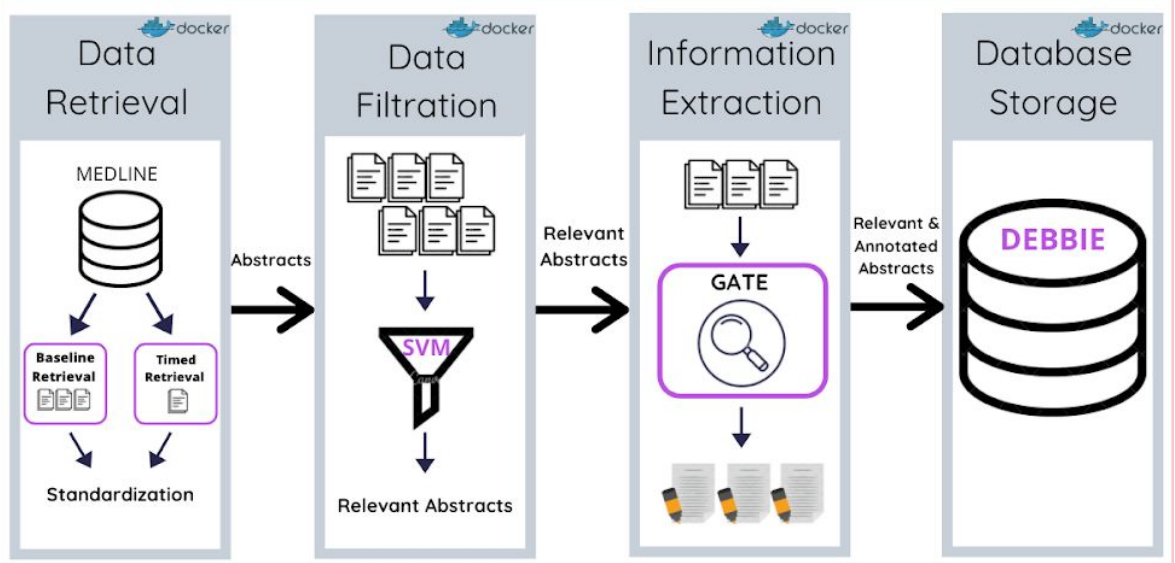 docker
Data
Retrieval
MEDLINE
Baseline
Retrieval
Timed
Retrieval
Standardization
Abstracts
docker
Data
Filtration
SVM
Relevant Abstracts
Relevant
Abstracts
docker
Information
Extraction
GATE
Relevant &
Annotated
Abstracts
docker
Database
Storage
DEBBIE